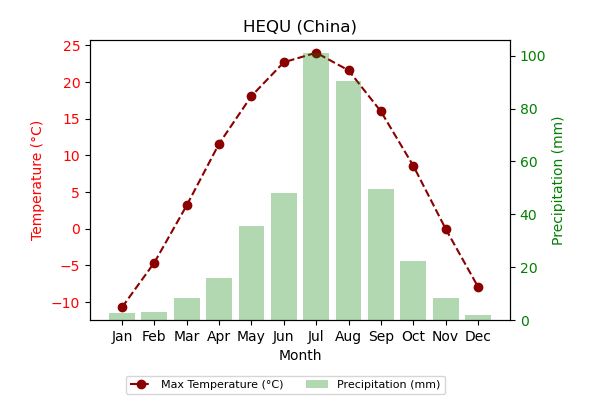 HEQU (China)
Temperature (°C)
25
20
15
10
5
0
−5
−10
100
80
60
40
20
0
Precipitation (mm)
Jan Feb Mar Apr May Jun Jul Aug Sep Oct Nov Dec
Month
Max Temperature (°C) Precipitation (mm)